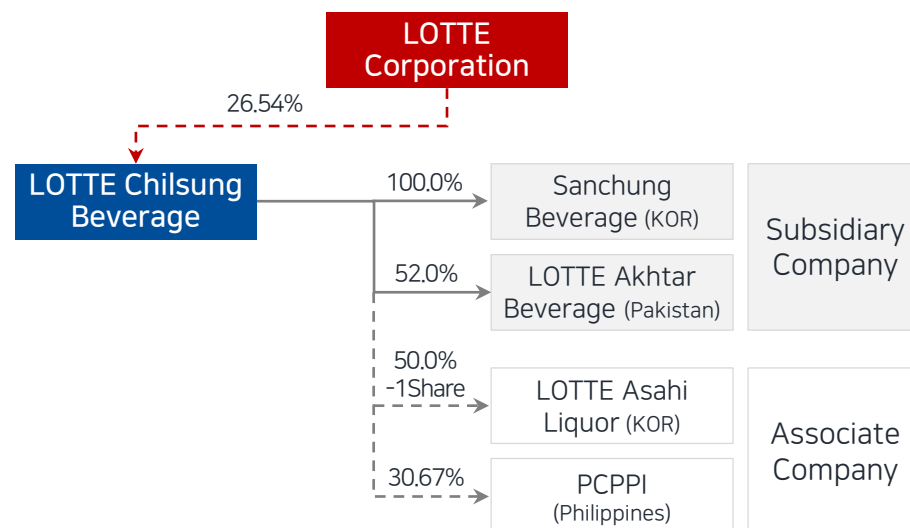 LOTTE
Corporation
26.54%
LOTTE Chilsung
Beverage
100.0%
Sanchung
Beverage (KOR)
52.0%
LOTTE Akhtar
Beverage (Pakistan)
Subsidiary
Company
50.0%
-1Share
LOTTE Asahi
Liquor (KOR)
30.67%
PCPPI
(Philippines)
Associate
Company